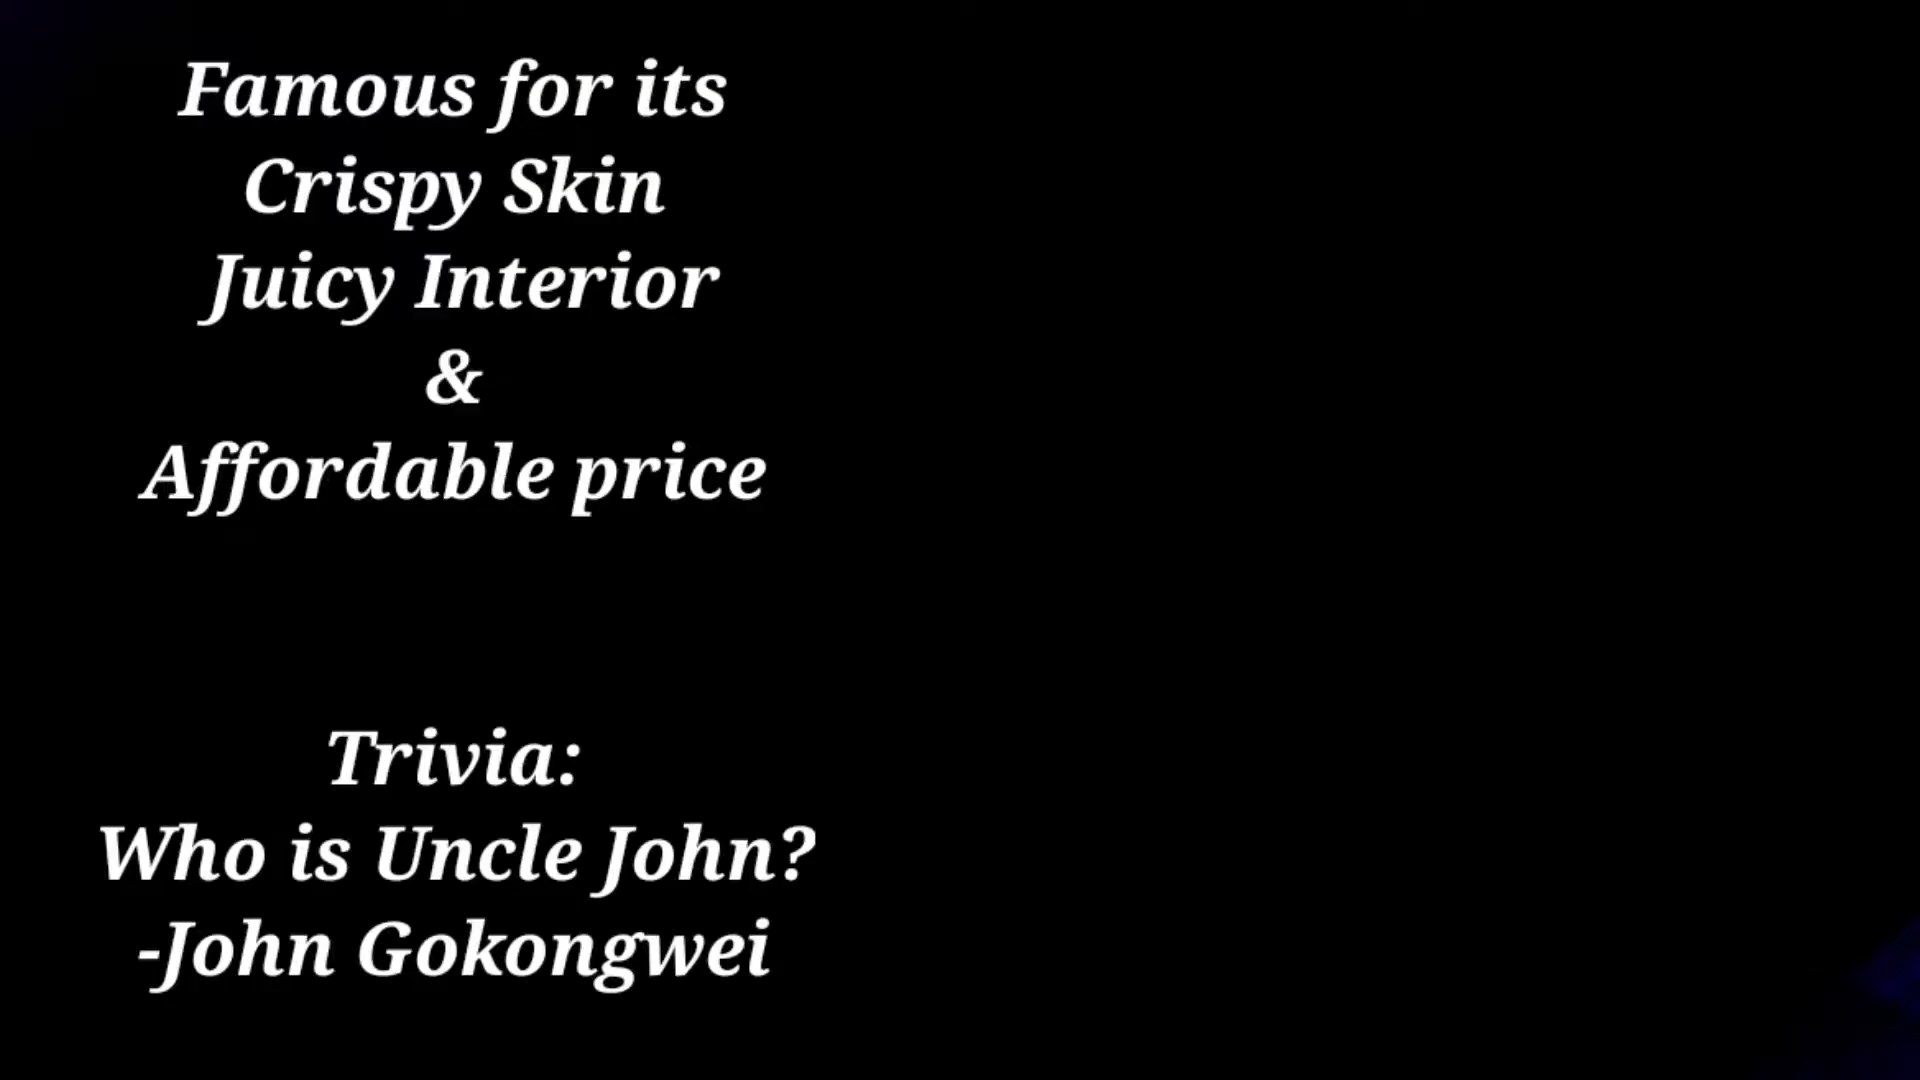 Famous for its
Crispy Skin
Juicy Interior
&
Affordable price
Trivia:
Who is Uncle John?
-John Gokongwei